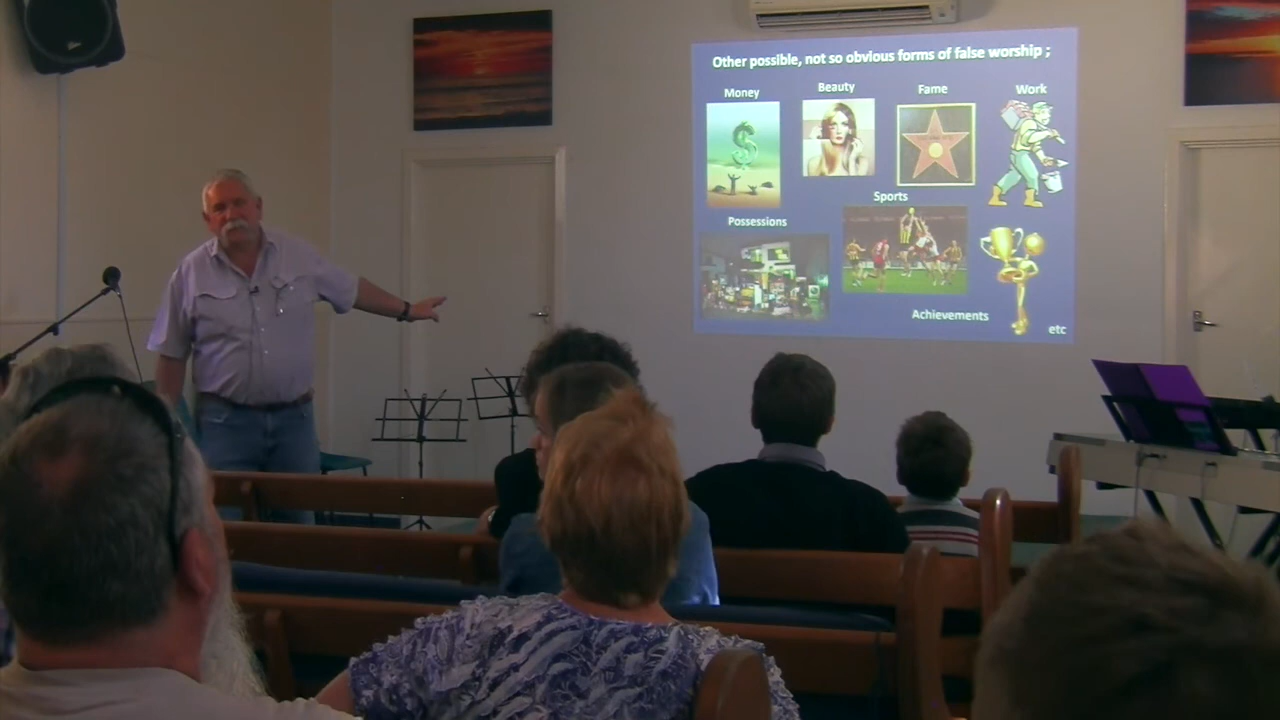 Other possible, not so obvious forms of false worship ;
Money
Beauty
Fame
Work
Sports
Possessions
Achievements
etc